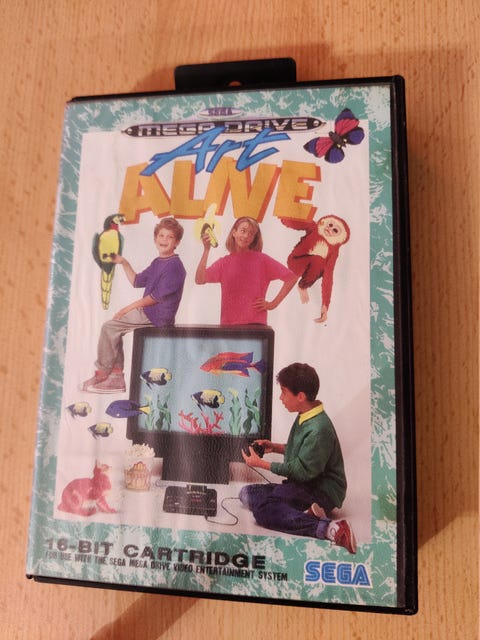 SEGA
MEGA DRIVE
Art
ALIVE
16-BIT CARTRIDGE
FOR USE WITH THE SEGA MEGA DRIVE VIDEO ENTERTAINMENT SYSTEM
SEGA